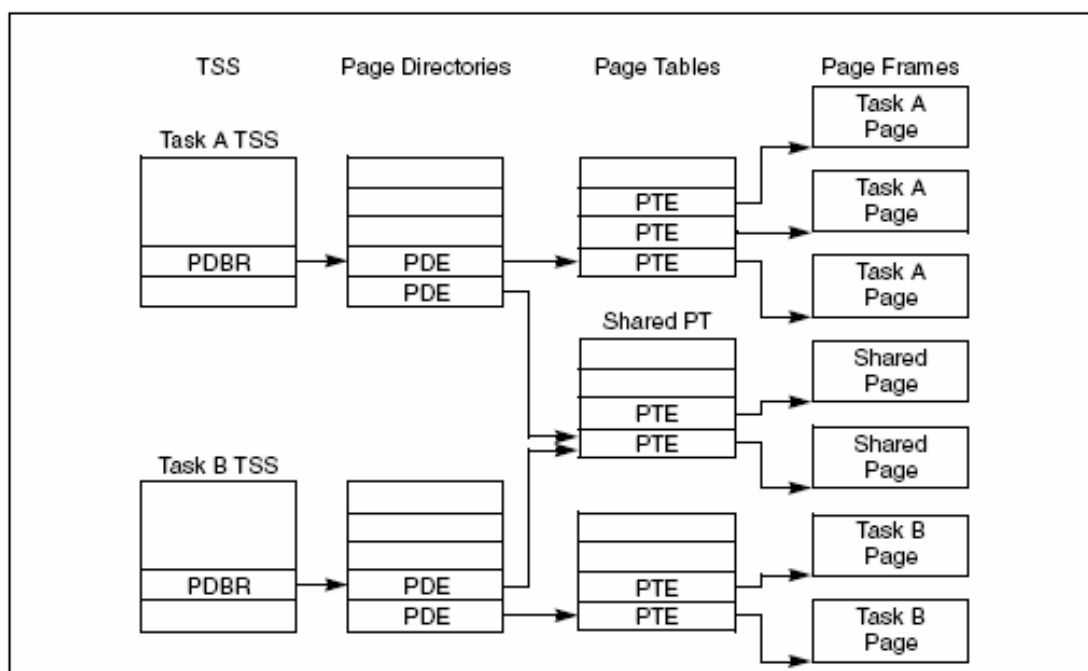 TSS
Page Directories
Page Tables
Page Frames
Task A TSS
PDBR
PDE
PDE
PTE
PTE
PTE
Task A
Page
Task A
Page
Task A
Page
Shared PT
PTE
PTE
Shared
Page
Shared
Page
Task B TSS
PDBR
PDE
PDE
PTE
PTE
Task B
Page
Task B
Page